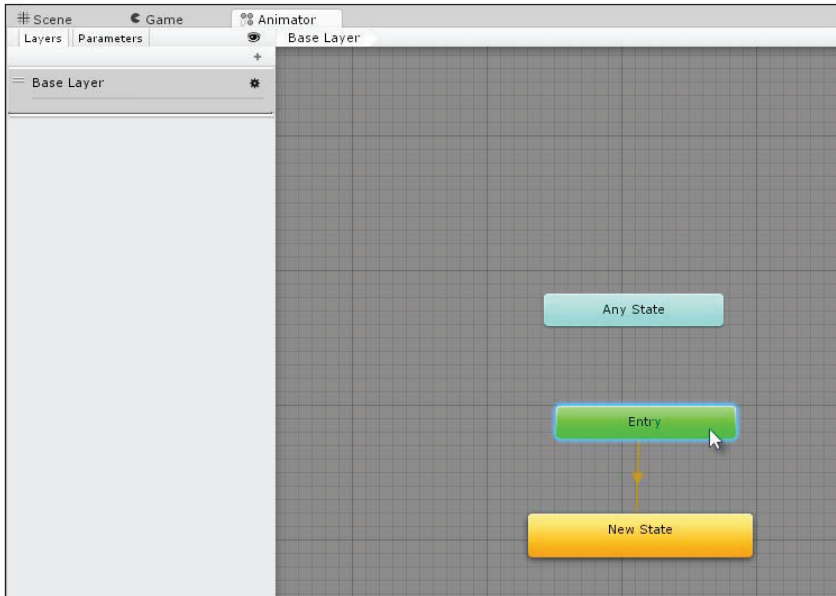 Scene
Game
Animator
Layers
Parameters
Base Layer
Base Layer
Any State
Entry
New State